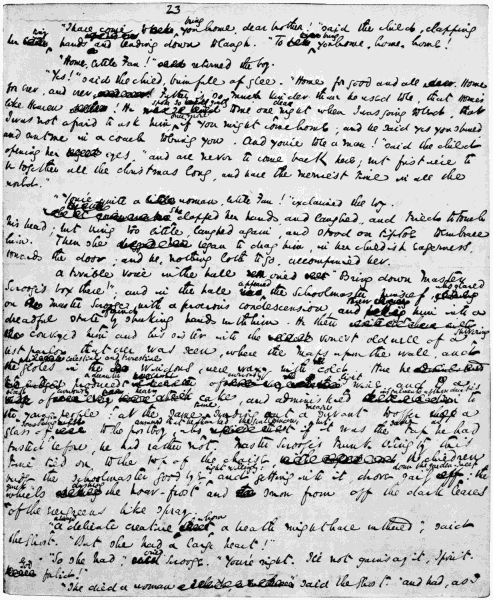 23
"I have come to bring you home, dear brother!" said the child, clapping
her tiny hands and bending down to laugh. "To bring you home, home, home!"
"Home, little Fan!" returned the boy.
"Yes!" said the child, brimful of glee. "Home for good and all. Home
for ever, and ever. Father is so much kinder than he used to be, that Home's
like Heaven! He spoke so gently to me one dear night when I was going to bed, that
I was not afraid to ask him once more if you might come home; and he said yes you should
and sent me in a coach to bring you. And you're to be a man!" said the child
opening her eyes, "and are never to come back here; but first we're to
be together all the christmas long, and have the merriest time in all the
world."
"You're quite a woman, little Fan!" exclaimed the boy.
She clapped her hands and laughed, and tried to touch
his head; but being too little, laughed again, and stood on tiptoe to embrace
him. Then she began to drag him, in her childish eagerness,
towards the door; and he, nothing loth to go, accompanied her.
A terrible voice in the hall cried "Bring down Master
Scrooge's box, there!", and in the hall appeared the Schoolmaster himself, who glared
on Master Scrooge with a ferocious condescension, and threw him into a
dreadful state by shaking hands with him. He then
conveyed him and his sister into the veriest old well of a shivering
best parlor that ever was seen, where the maps upon the wall, and
the globes in the windows, were waxy with cold. Here he
produced a decanter of curiously light wine, and a block of curiously
heavy cake, and administered instalments of those dainties to
the young people: at the same time, sending out a servant to offer a
glass of something to the postboy, who answered that he thanked the gentleman, but if it was the same tap he had
tasted before, he had rather not. Master Scrooge's trunk being by this
time tied on to the top of the chaise, the children
bade the schoolmaster good bye right willingly; and getting into it, drove gaily down the garden sweep: the
quick wheels dashing the hoar-frost and snow from off the dark leaves
of the evergreens like spray.
"Always a delicate creature, whom a breath might have withered", said
the Ghost. "But she had a large heart!"
"So she had," cried Scrooge. "You're right. I'll not gainsay it, Spirit.
God forbid!"
"She died a woman," said the Ghost, "and had, as I